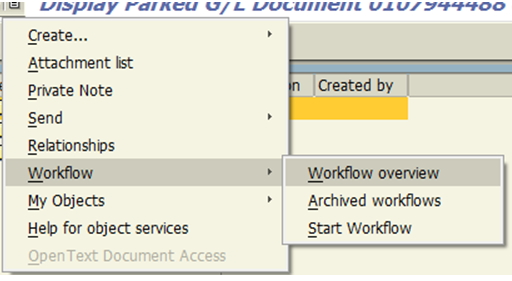 Display Parked G/L Document 0107944488
Create...
Attachment list
Private Note
Send
Relationships
Workflow
My Objects
Help for object services
OpenText Document Access
Created by
Workflow overview
Archived workflows
Start Workflow